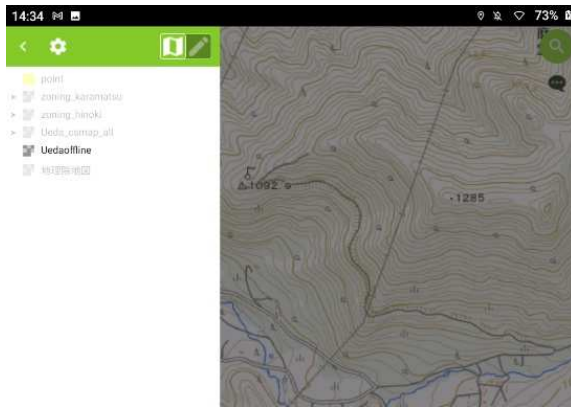 14:34
73%
point
zoning_karamatsu
zoning_hinoki
Ueda_csmap_all
Uedaoffline
地理院地図
1092
1285